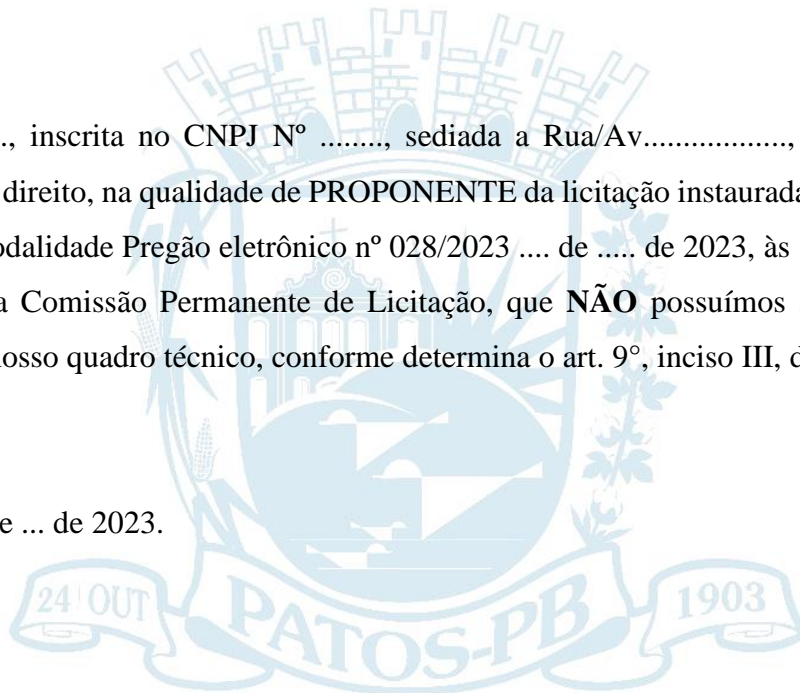 .., inscrita no CNPJ Nº ........, sediada a Rua/Av..................,
direito, na qualidade de PROPONENTE da licitação instaurada
odalidade Pregão eletrônico nº 028/2023 .... de ..... de 2023, às
a Comissão Permanente de Licitação, que NÃO possuímos
osso quadro técnico, conforme determina o art. 9°, inciso III, d
e ... de 2023.
24 OUT PATOS-PB 1903